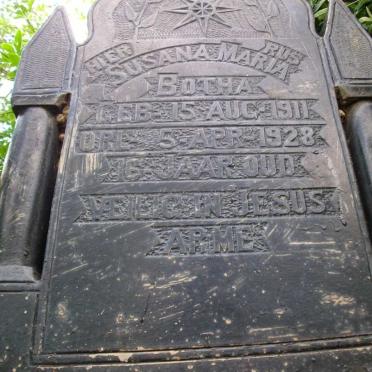 HIER RUS
SUSANA MARIA
BOTHA
GEB. 15 AUG. 1911
OHL. 5 APR. 1928
16 JAAR OUD
VEILIG IN JESUS
ARME